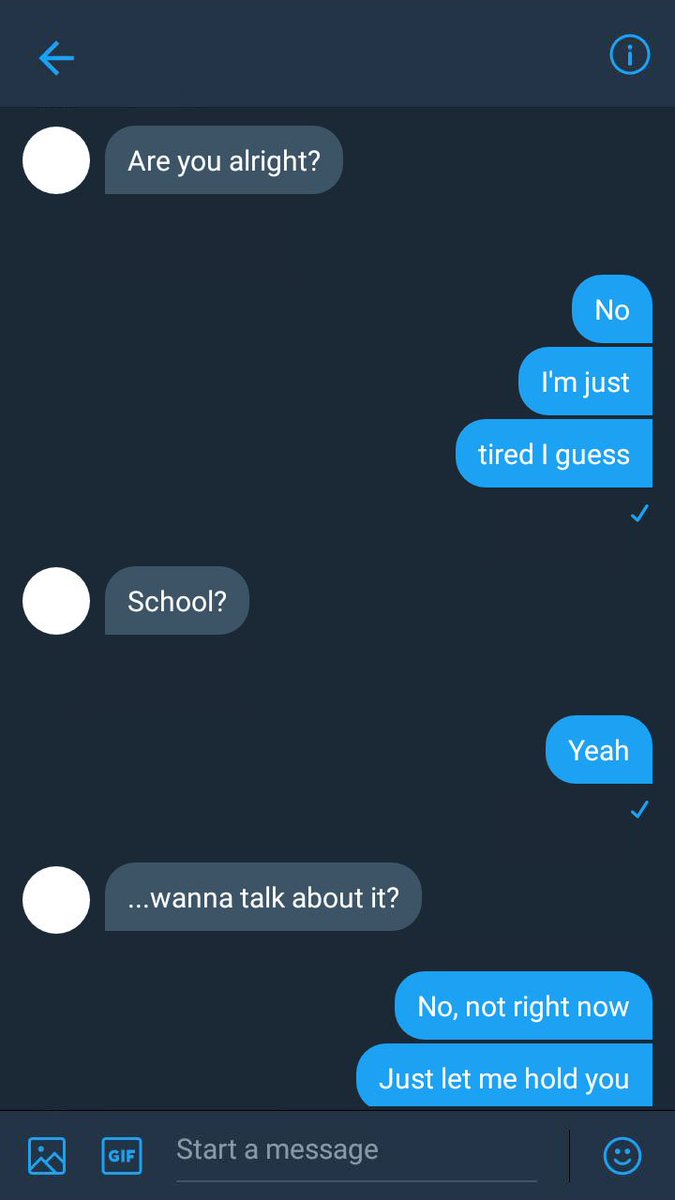 Are you alright?
No
I'm just
tired I guess
School?
Yeah
...wanna talk about it?
No, not right now
Just let me hold you
GIF
Start a message